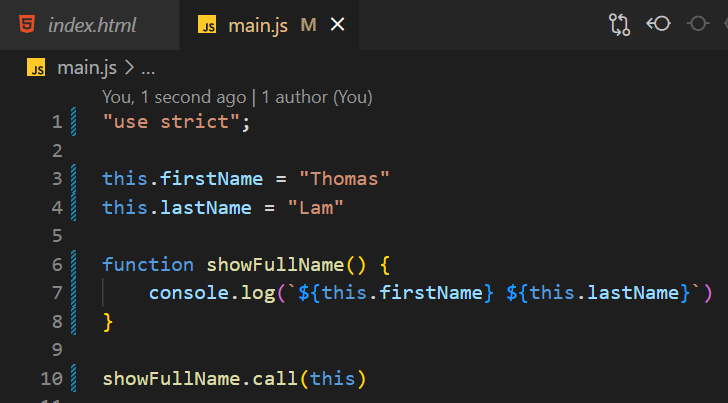 index.html
JS main.js M
JS main.js > ...
You, 1 second ago | 1 author (You)
1 "use strict";
2
3 this.firstName = "Thomas"
4 this.lastName = "Lam"
5
6 function showFullName() {
7 console.log(`${this.firstName} ${this.lastName}`)
8 }
9
10 showFullName.call(this)